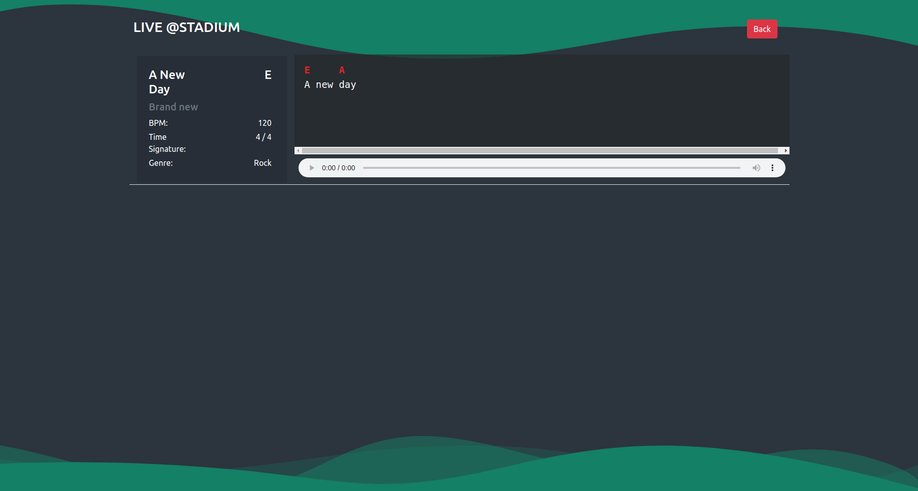 LIVE @STADIUM
Back
A New
Day
E
Brand new
BPM:
120
Time
Signature:
4 / 4
Genre:
Rock
E A
A new day
0:00 / 0:00